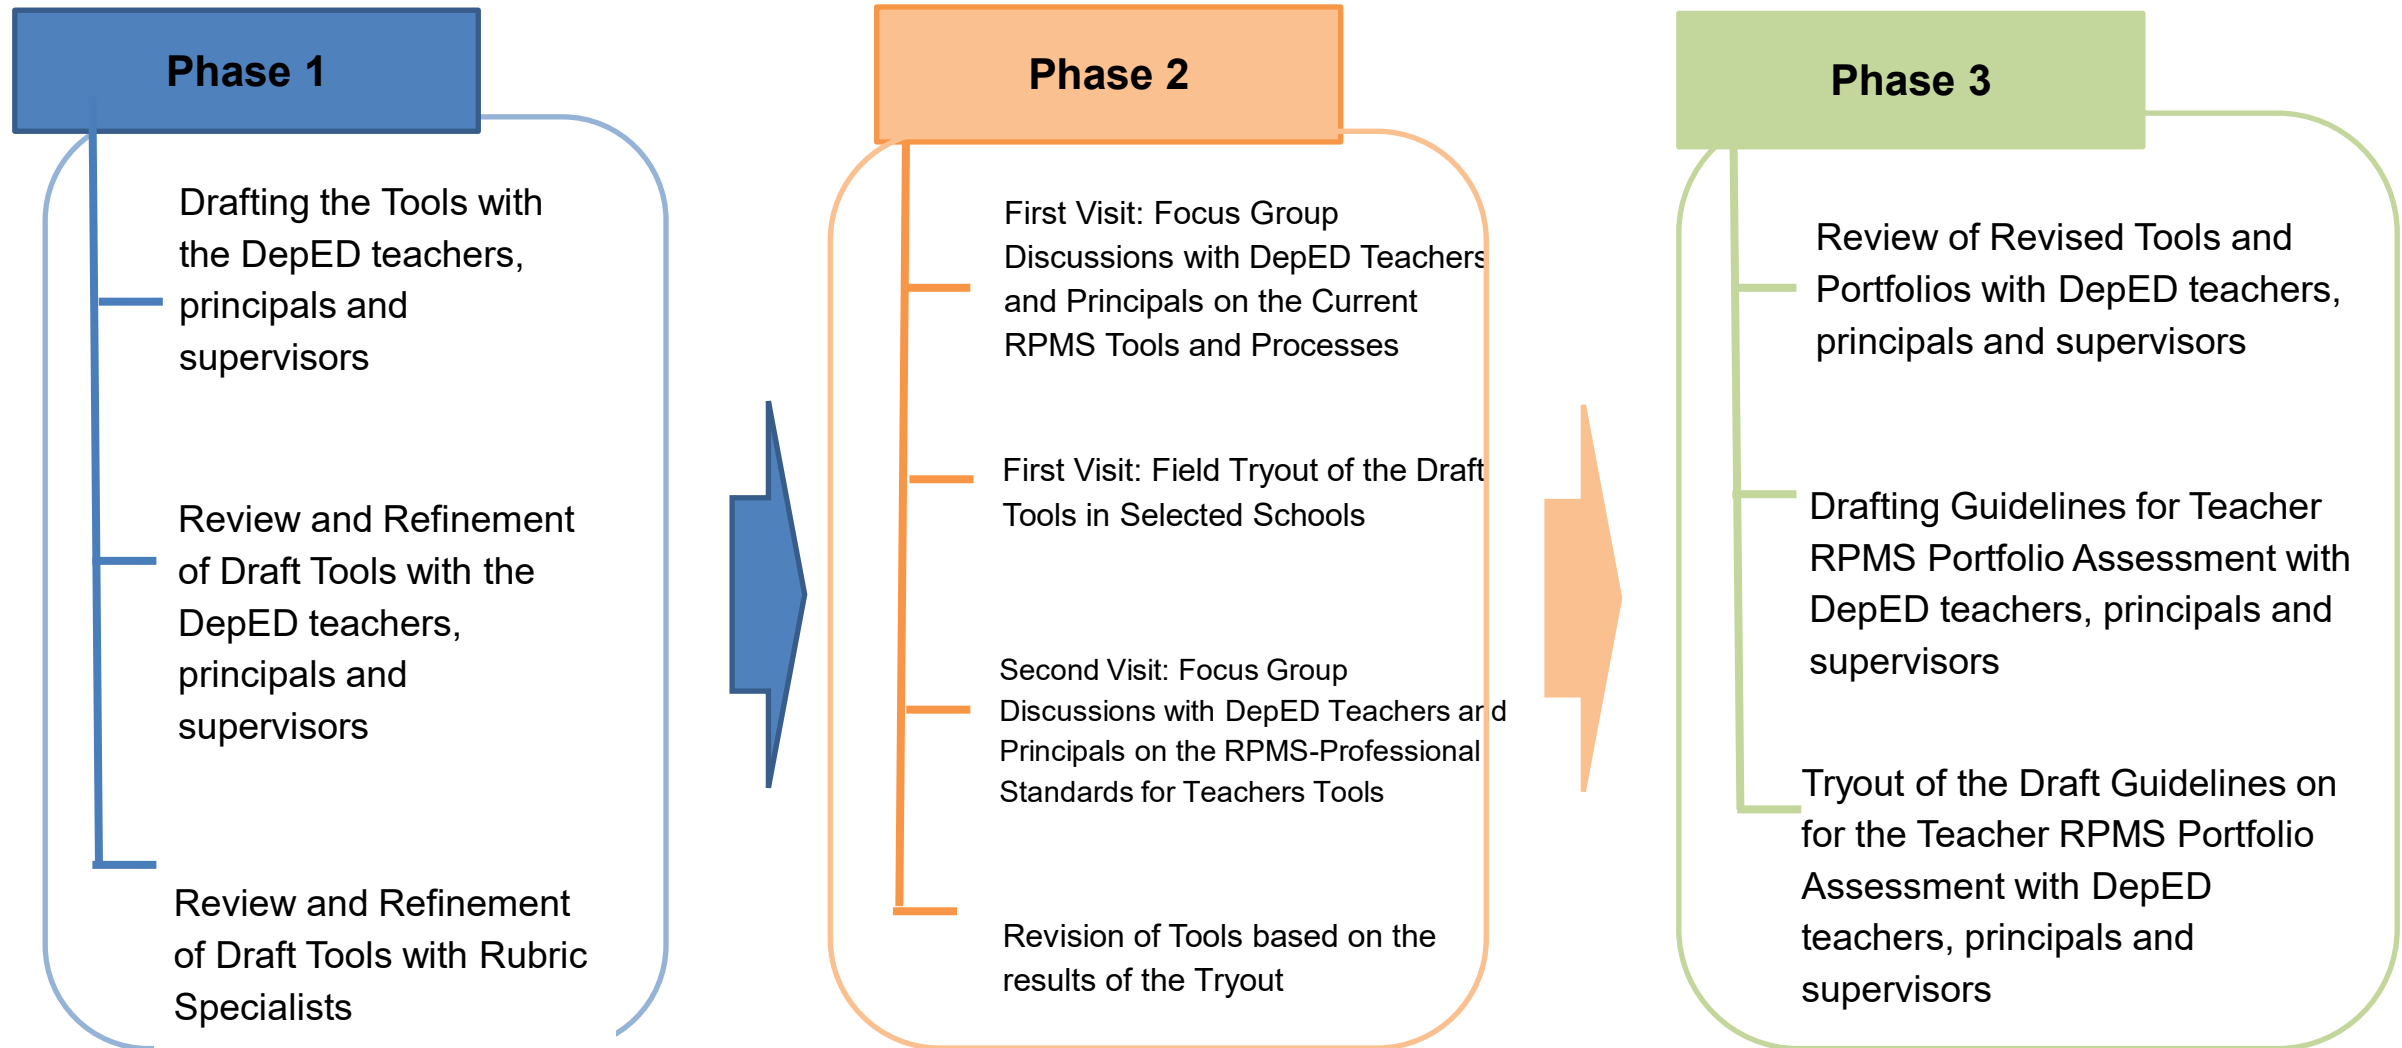 Phase 1
Drafting the Tools with
the DepED teachers,
principals and
supervisors
Review and Refinement
of Draft Tools with the
DepED teachers,
principals and
supervisors
Review and Refinement
of Draft Tools with Rubric
Specialists
Phase 2
First Visit: Focus Group
Discussions with DepED Teachers
and Principals on the Current
RPMS Tools and Processes
First Visit: Field Tryout of the Draft
Tools in Selected Schools
Second Visit: Focus Group
Discussions with DepED Teachers and
Principals on the RPMS-Professional
Standards for Teachers Tools
Revision of Tools based on the
results of the Tryout
Phase 3
Review of Revised Tools and
Portfolios with DepED teachers,
principals and supervisors
Drafting Guidelines for Teacher
RPMS Portfolio Assessment with
DepED teachers, principals and
supervisors
Tryout of the Draft Guidelines on
for the Teacher RPMS Portfolio
Assessment with DepED
teachers, principals and
supervisors